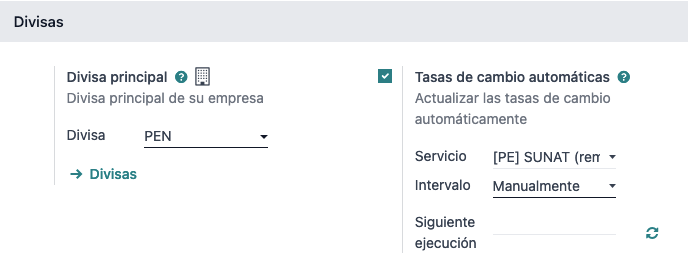 Divisas
Divisa principal ?
Divisa principal de su empresa
Divisa PEN
→ Divisas
Tasas de cambio automáticas ?
Actualizar las tasas de cambio
automáticamente
Servicio [PE] SUNAT (rem
Intervalo Manualmente
Siguiente
ejecución